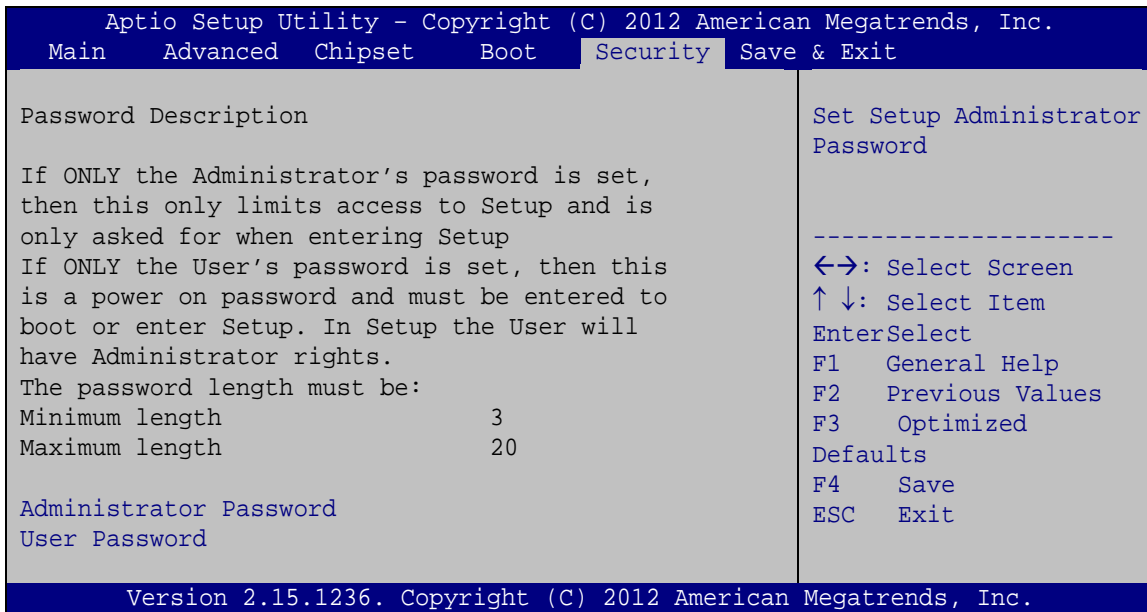 Aptio Setup Utility – Copyright (C) 2012 American Megatrends, Inc.
Main Advanced Chipset Boot Security Save & Exit
Password Description
If ONLY the Administrator's password is set,
then this only limits access to Setup and is
only asked for when entering Setup
If ONLY the User's password is set, then this
is a power on password and must be entered to
boot or enter Setup. In Setup the User will
have Administrator rights.
The password length must be:
Minimum length 3
Maximum length 20
Administrator Password
User Password
Set Setup Administrator
Password
---------------------
←→: Select Screen
↑ ↓: Select Item
EnterSelect
F1 General Help
F2 Previous Values
F3 Optimized
Defaults
F4 Save
ESC Exit
Version 2.15.1236. Copyright (C) 2012 American Megatrends, Inc.